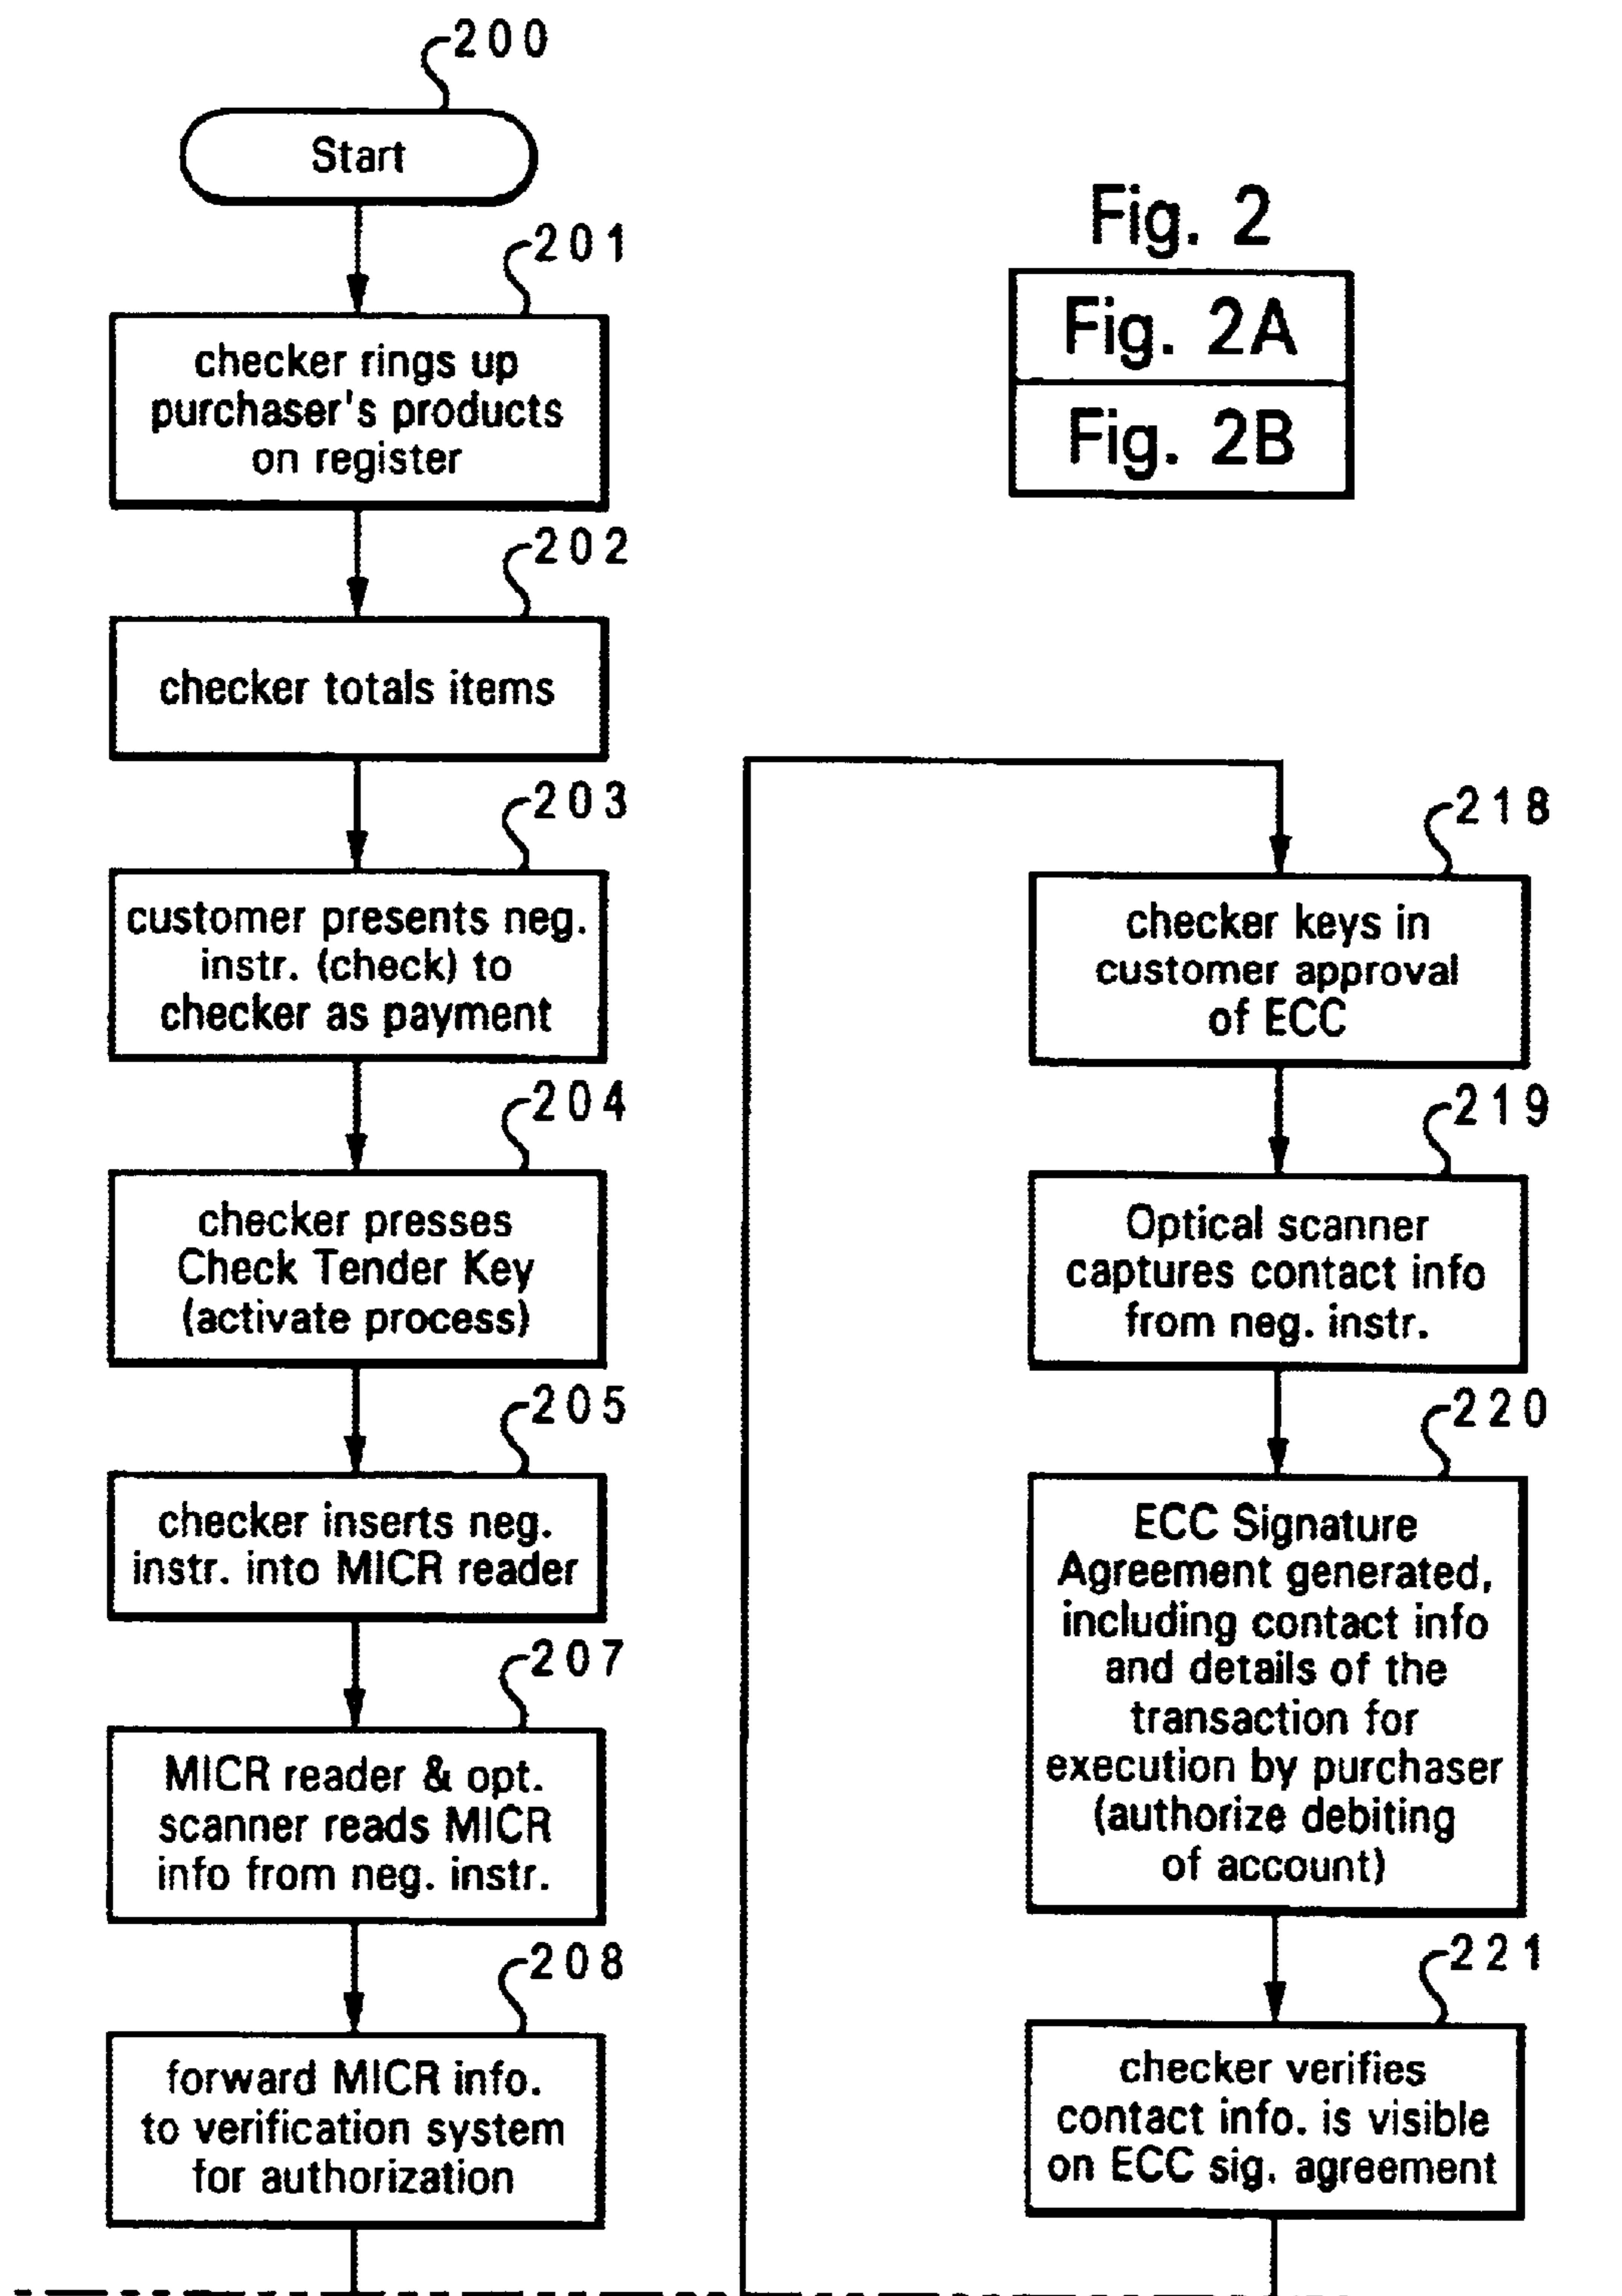 200
Start
201
checker rings up
purchaser's products
on register
202
checker totals items
203
customer presents neg.
instr. (check) to
checker as payment
204
checker presses
Check Tender Key
(activate process)
205
checker inserts neg.
instr. into MICR reader
207
MICR reader & opt.
scanner reads MICR
info from neg. instr.
208
forward MICR info.
to verification system
for authorization
Fig. 2
Fig. 2A
Fig. 2B
218
checker keys in
customer approval
of ECC
219
Optical scanner
captures contact info
from neg. instr.
220
ECC Signature
Agreement generated,
including contact info
and details of the
transaction for
execution by purchaser
(authorize debiting
of account)
221
checker verifies
contact info. is visible
on ECC sig. agreement